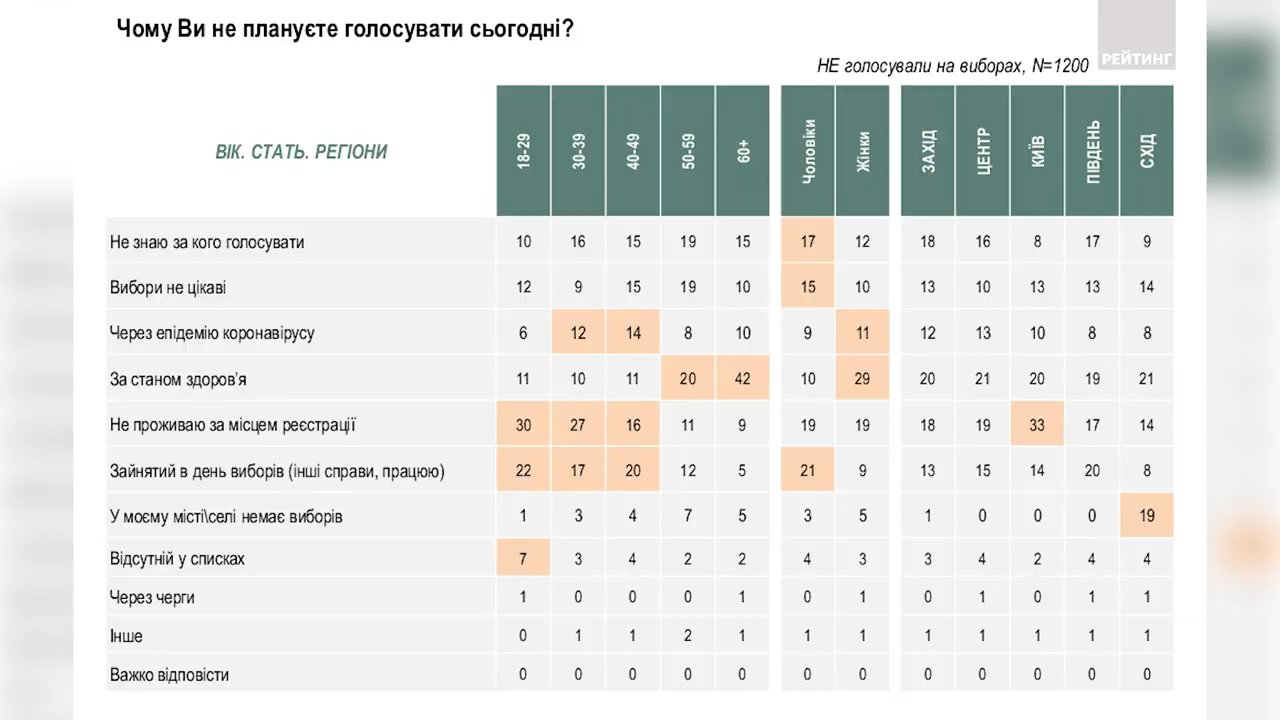 Чому Ви не плануєте голосувати сьогодні?
РЕЙТИНГ
НЕ голосували на виборах, N=1200
ВІК. СТАТЬ. РЕГІОНИ 18-29 30-39 40-49 50-59 60+ Чоловіки Жінки ЗАХІД ЦЕНТР КИЇВ ПІВДЕНЬ СХІД
Не знаю за кого голосувати 10 16 15 19 15 17 12 18 16 8 17 9
Вибори не цікаві 12 9 15 19 10 15 10 13 10 13 13 14
Через епідемію коронавірусу 6 12 14 8 10 9 11 12 13 10 8 8
За станом здоров'я 11 10 11 20 42 10 29 20 21 20 19 21
Не проживаю за місцем реєстрації 30 27 16 11 9 19 19 18 19 33 17 14
Зайнятий в день виборів (інші справи, працюю) 22 17 20 12 5 21 9 13 15 14 20 8
У моєму місті\селі немає виборів 1 3 4 7 5 3 5 1 0 0 0 19
Відсутній у списках 7 3 4 2 2 4 3 3 4 2 4 4
Через черги 1 0 0 0 1 0 1 0 1 0 1 1
Інше 0 1 1 2 1 1 1 1 1 1 1 1
Важко відповісти 0 0 0 0 0 0 0 0 0 0 0 0